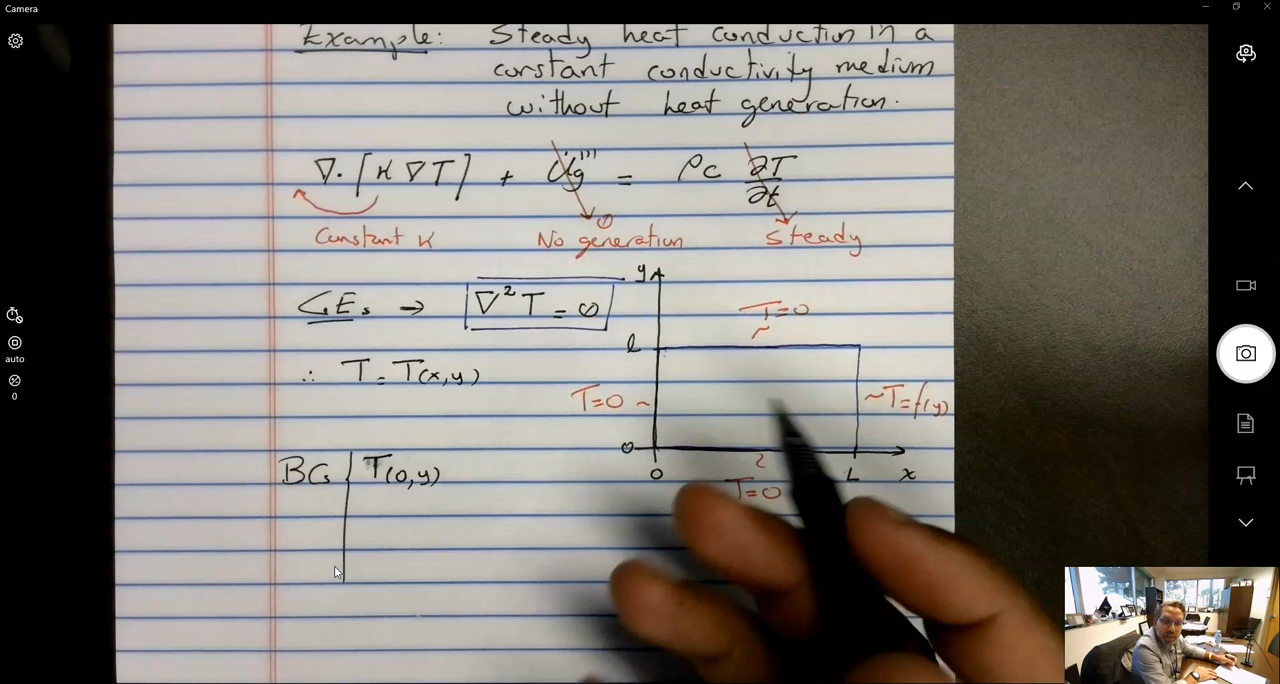 Camera
Example: Steady heat conduction in a
constant conductivity medium
without heat generation.
∇·[K∇T] + U̇g''' = ρc ∂T/∂t
Constant K
No generation
Steady
GEs → ∇²T = 0
y
T=0
l
∴ T = T(x,y)
T=0 ~
~T=f(y)
0
BCs T(0,y)
0
T=0
L
x
auto
0